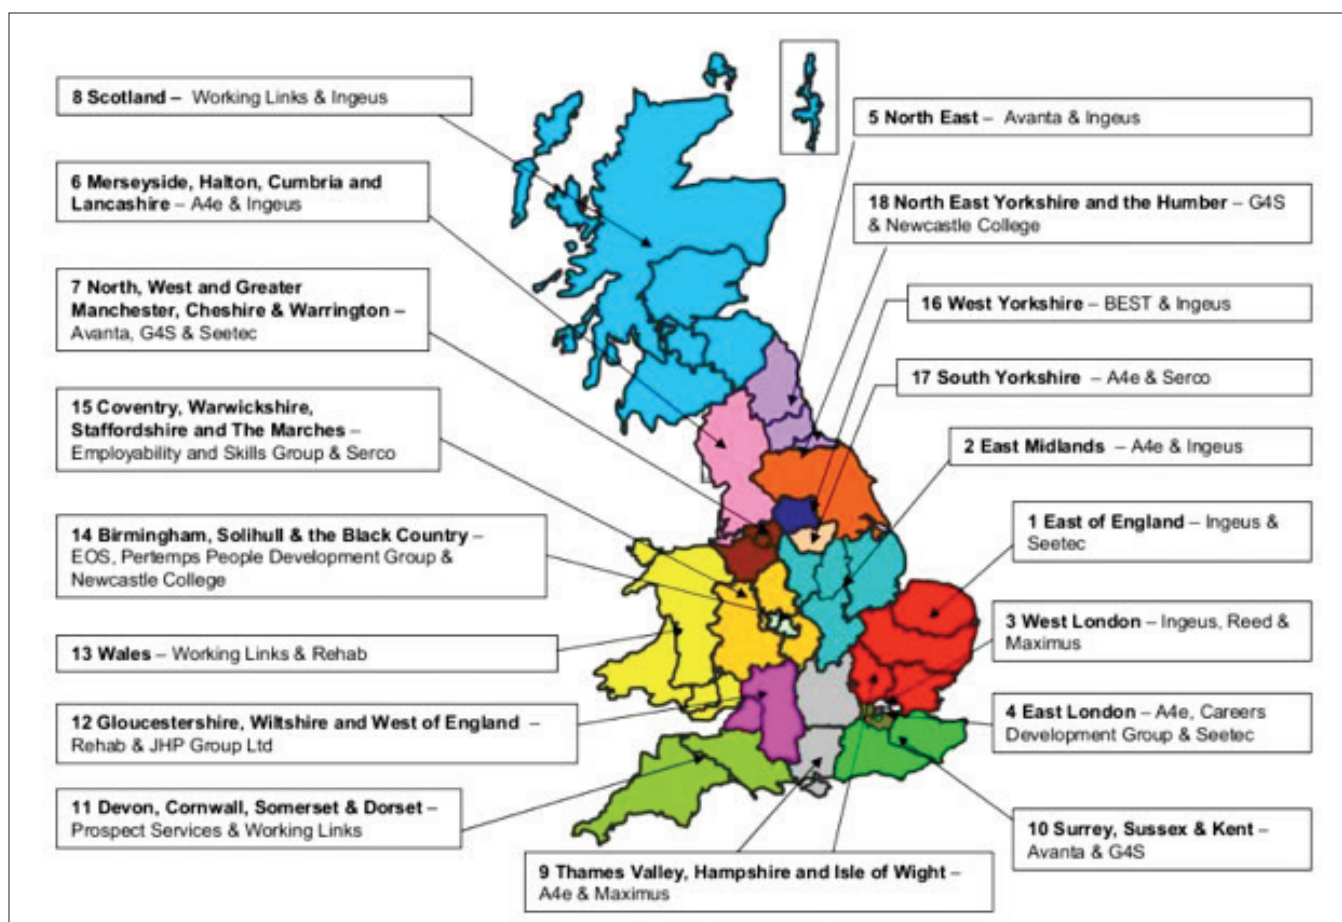 8 Scotland – Working Links & Ingeus
6 Merseyside, Halton, Cumbria and
Lancashire – A4e & Ingeus
7 North, West and Greater
Manchester, Cheshire & Warrington –
Avanta, G4S & Seetec
15 Coventry, Warwickshire,
Staffordshire and The Marches –
Employability and Skills Group & Serco
14 Birmingham, Solihull & the Black Country –
EOS, Pertemps People Development Group &
Newcastle College
13 Wales – Working Links & Rehab
12 Gloucestershire, Wiltshire and West of England –
Rehab & JHP Group Ltd
11 Devon, Cornwall, Somerset & Dorset –
Prospect Services & Working Links
5 North East – Avanta & Ingeus
18 North East Yorkshire and the Humber – G4S
& Newcastle College
16 West Yorkshire – BEST & Ingeus
17 South Yorkshire – A4e & Serco
2 East Midlands – A4e & Ingeus
1 East of England – Ingeus &
Seetec
3 West London – Ingeus, Reed &
Maximus
4 East London – A4e, Careers
Development Group & Seetec
10 Surrey, Sussex & Kent –
Avanta & G4S
9 Thames Valley, Hampshire and Isle of Wight –
A4e & Maximus